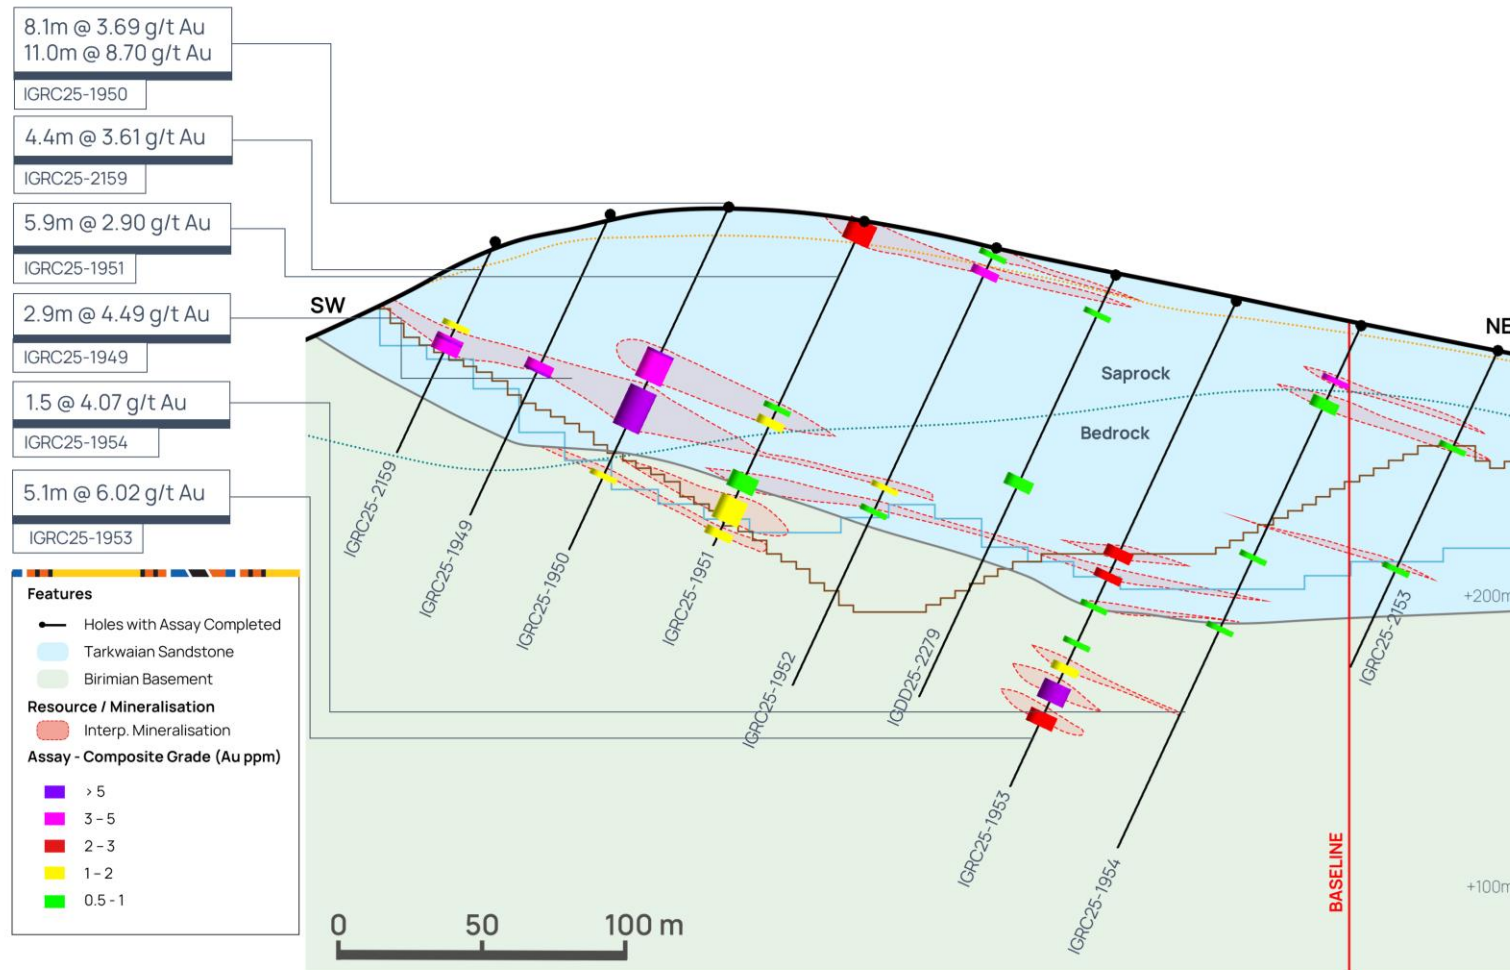 8.1m @ 3.69 g/t Au
11.0m @ 8.70 g/t Au
IGRC25-1950
4.4m @ 3.61 g/t Au
IGRC25-2159
5.9m @ 2.90 g/t Au
IGRC25-1951
2.9m @ 4.49 g/t Au
IGRC25-1949
1.5 @ 4.07 g/t Au
IGRC25-1954
5.1m @ 6.02 g/t Au
IGRC25-1953
Features
Holes with Assay Completed
Tarkwaian Sandstone
Birimian Basement
Resource / Mineralisation
Interp. Mineralisation
Assay - Composite Grade (Au ppm)
> 5
3 – 5
2 – 3
1 – 2
0.5 - 1
SW
NE
Saprock
Bedrock
IGRC25-2159
IGRC25-1949
IGRC25-1950
IGRC25-1951
IGRC25-1952
IGDD25-2279
IGRC25-1953
IGRC25-1954
IGRC25-2153
BASELINE
+200m
+100m
0 50 100 m